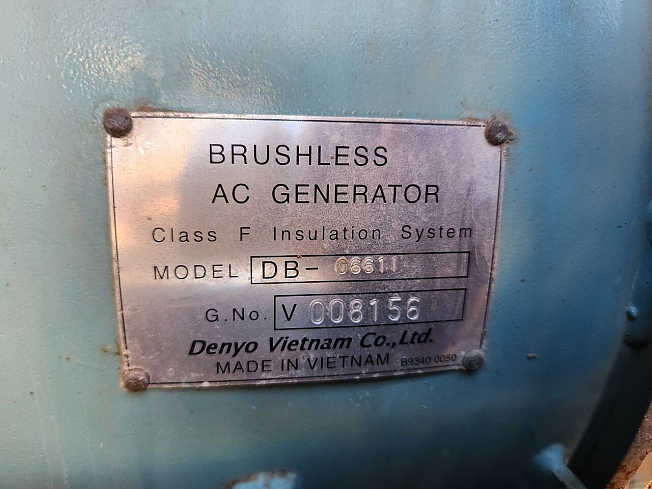 BRUSHLESS
AC GENERATOR
Class F Insulation System
MODEL DB- 0661I
G.No. V 008156
Denyo Vietnam Co.,Ltd.
MADE IN VIETNAM B9340 0050